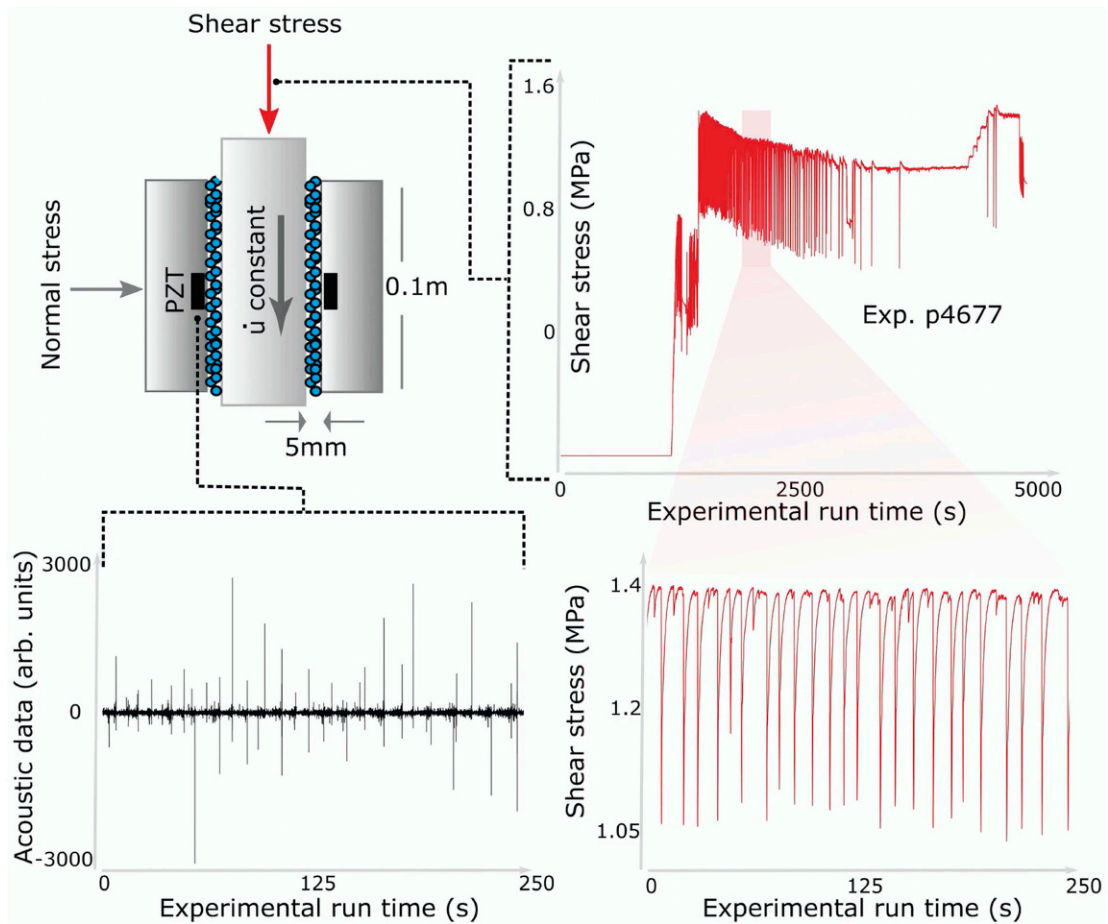 Shear stress
Normal stress
PZT
u̇ constant
0.1m
5mm
Shear stress (MPa)
1.6
0.8
0
Exp. p4677
0
2500
5000
Experimental run time (s)
Acoustic data (arb. units)
3000
0
-3000
0
125
250
Experimental run time (s)
Shear stress (MPa)
1.4
1.2
1.05
0
125
250
Experimental run time (s)